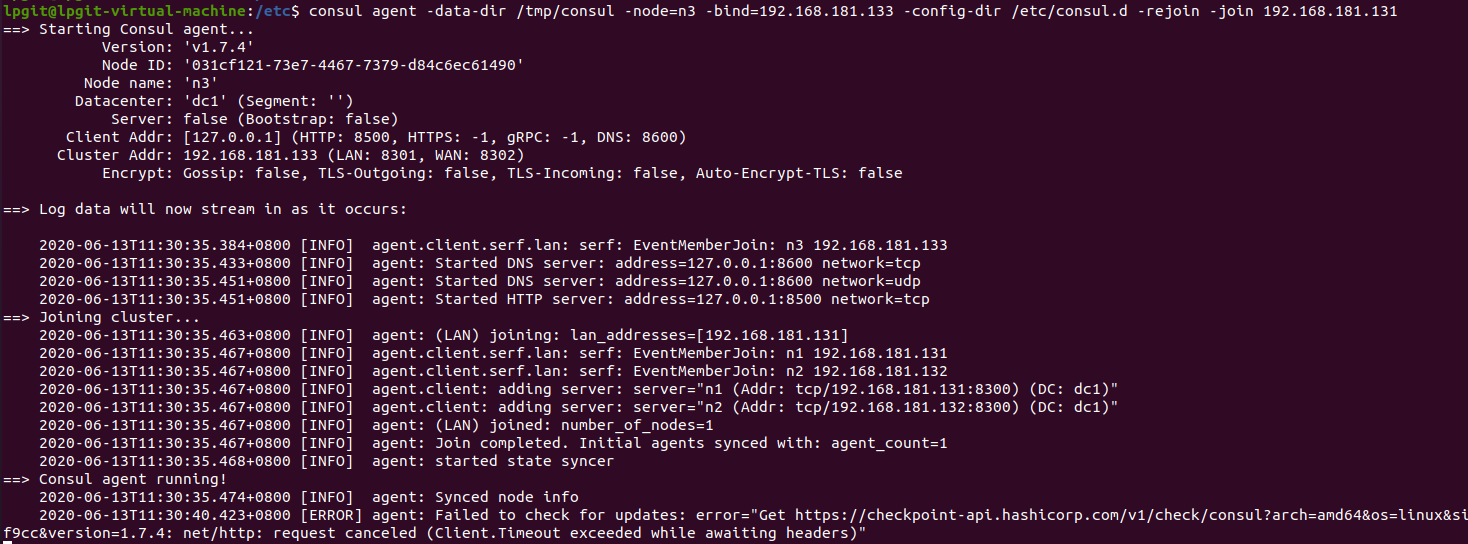 lpgit@lpgit-virtual-machine:/etc$ consul agent -data-dir /tmp/consul -node=n3 -bind=192.168.181.133 -config-dir /etc/consul.d -rejoin -join 192.168.181.131
==> Starting Consul agent...
Version: 'v1.7.4'
Node ID: '031cf121-73e7-4467-7379-d84c6ec61490'
Node name: 'n3'
Datacenter: 'dc1' (Segment: '')
Server: false (Bootstrap: false)
Client Addr: [127.0.0.1] (HTTP: 8500, HTTPS: -1, gRPC: -1, DNS: 8600)
Cluster Addr: 192.168.181.133 (LAN: 8301, WAN: 8302)
Encrypt: Gossip: false, TLS-Outgoing: false, TLS-Incoming: false, Auto-Encrypt-TLS: false
==> Log data will now stream in as it occurs:
2020-06-13T11:30:35.384+0800 [INFO]  agent.client.serf.lan: serf: EventMemberJoin: n3 192.168.181.133
2020-06-13T11:30:35.433+0800 [INFO]  agent: Started DNS server: address=127.0.0.1:8600 network=tcp
2020-06-13T11:30:35.451+0800 [INFO]  agent: Started DNS server: address=127.0.0.1:8600 network=udp
2020-06-13T11:30:35.451+0800 [INFO]  agent: Started HTTP server: address=127.0.0.1:8500 network=tcp
==> Joining cluster...
2020-06-13T11:30:35.463+0800 [INFO]  agent: (LAN) joining: lan_addresses=[192.168.181.131]
2020-06-13T11:30:35.467+0800 [INFO]  agent.client.serf.lan: serf: EventMemberJoin: n1 192.168.181.131
2020-06-13T11:30:35.467+0800 [INFO]  agent.client.serf.lan: serf: EventMemberJoin: n2 192.168.181.132
2020-06-13T11:30:35.467+0800 [INFO]  agent.client: adding server: server="n1 (Addr: tcp/192.168.181.131:8300) (DC: dc1)"
2020-06-13T11:30:35.467+0800 [INFO]  agent.client: adding server: server="n2 (Addr: tcp/192.168.181.132:8300) (DC: dc1)"
2020-06-13T11:30:35.467+0800 [INFO]  agent: (LAN) joined: number_of_nodes=1
2020-06-13T11:30:35.467+0800 [INFO]  agent: Join completed. Initial agents synced with: agent_count=1
2020-06-13T11:30:35.468+0800 [INFO]  agent: started state syncer
==> Consul agent running!
2020-06-13T11:30:35.474+0800 [INFO]  agent: Synced node info
2020-06-13T11:30:40.423+0800 [ERROR] agent: Failed to check for updates: error="Get https://checkpoint-api.hashicorp.com/v1/check/consul?arch=amd64&os=linux&si
f9cc&version=1.7.4: net/http: request canceled (Client.Timeout exceeded while awaiting headers)"